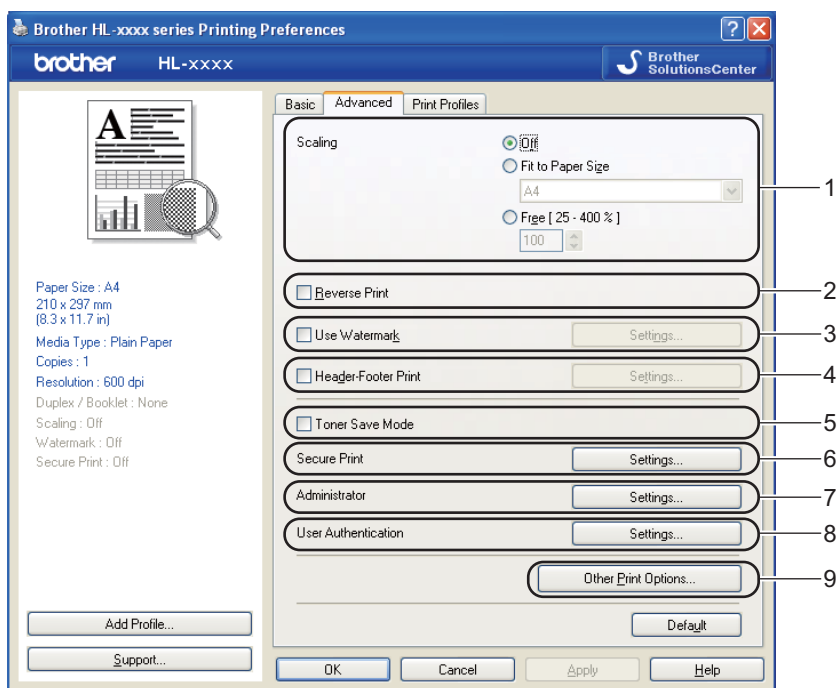 Brother HL-xxxx series Printing Preferences
brother HL-xxxx
Brother
SolutionsCenter
A
Paper Size : A4
210 x 297 mm
(8.3 x 11.7 in)
Media Type : Plain Paper
Copies : 1
Resolution : 600 dpi
Duplex / Booklet : None
Scaling : Off
Watermark : Off
Secure Print : Off
Add Profile...
Support...
Basic Advanced Print Profiles
Scaling
Off
Fit to Paper Size
A4
Free [ 25 - 400 % ]
100
1
Reverse Print
2
Use Watermark Settings...
3
Header-Footer Print Settings...
4
Toner Save Mode
5
Secure Print Settings...
6
Administrator Settings...
7
User Authentication Settings...
8
Other Print Options...
9
Default
OK Cancel Apply Help